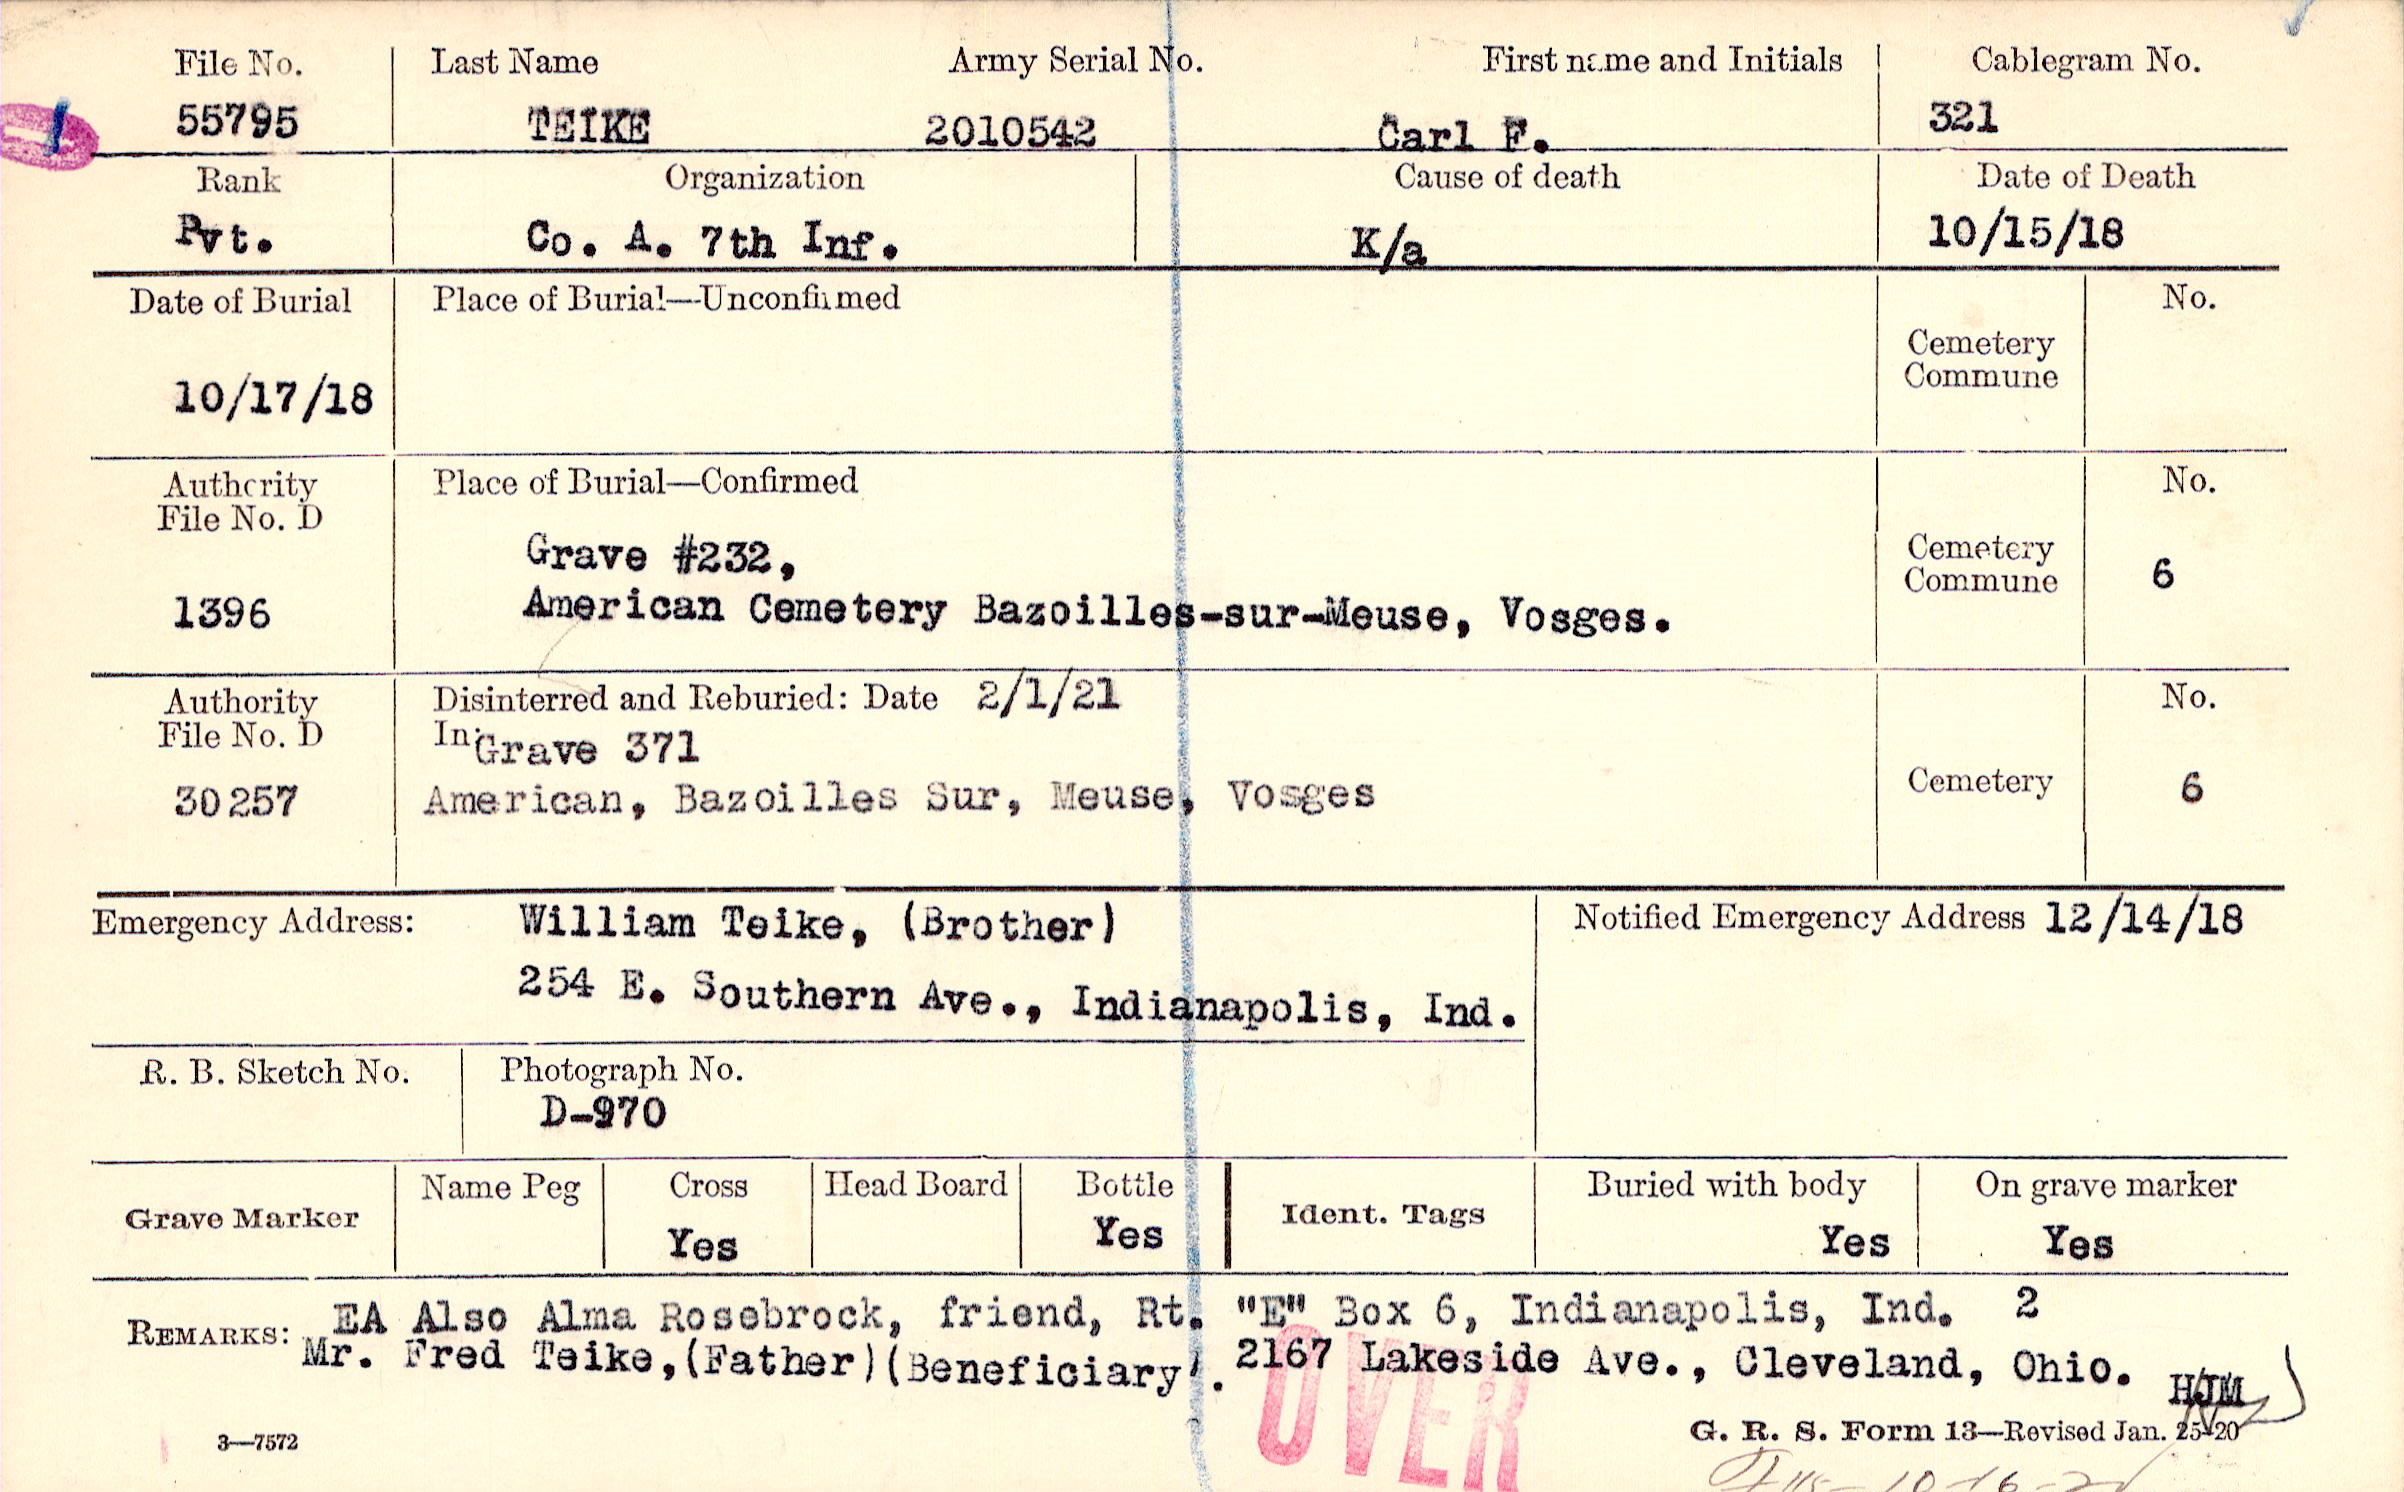 File No. Last Name Army Serial No. First name and Initials Cablegram No.
55795 TEIKE 2010542 Carl F. 321
Rank Organization Cause of death Date of Death
Pvt. Co. A. 7th Inf. K/a 10/15/18
Date of Burial Place of Burial—Unconfirmed No.
Cemetery
Commune
10/17/18
Authority Place of Burial—Confirmed No.
File No. D
Grave #232, Cemetery
Commune 6
1396 American Cemetery Bazoilles-sur-Meuse, Vosges.
Authority Disinterred and Reburied: Date 2/1/21 No.
File No. D In: Grave 371
30257 American, Bazoilles Sur, Meuse, Vosges Cemetery 6
Emergency Address: William Teike, (Brother) Notified Emergency Address 12/14/18
254 E. Southern Ave., Indianapolis, Ind.
R. B. Sketch No. Photograph No.
D-970
Grave Marker Name Peg Cross Head Board Bottle Ident. Tags Buried with body On grave marker
Yes Yes Yes Yes
REMARKS: EA Also Alma Rosebrock, friend, Rt. "E" Box 6, Indianapolis, Ind. 2
Mr. Fred Teike,(Father)(Beneficiary). 2167 Lakeside Ave., Cleveland, Ohio. HJM
OVER
3—7572 G. R. S. Form 13—Revised Jan. 25-20